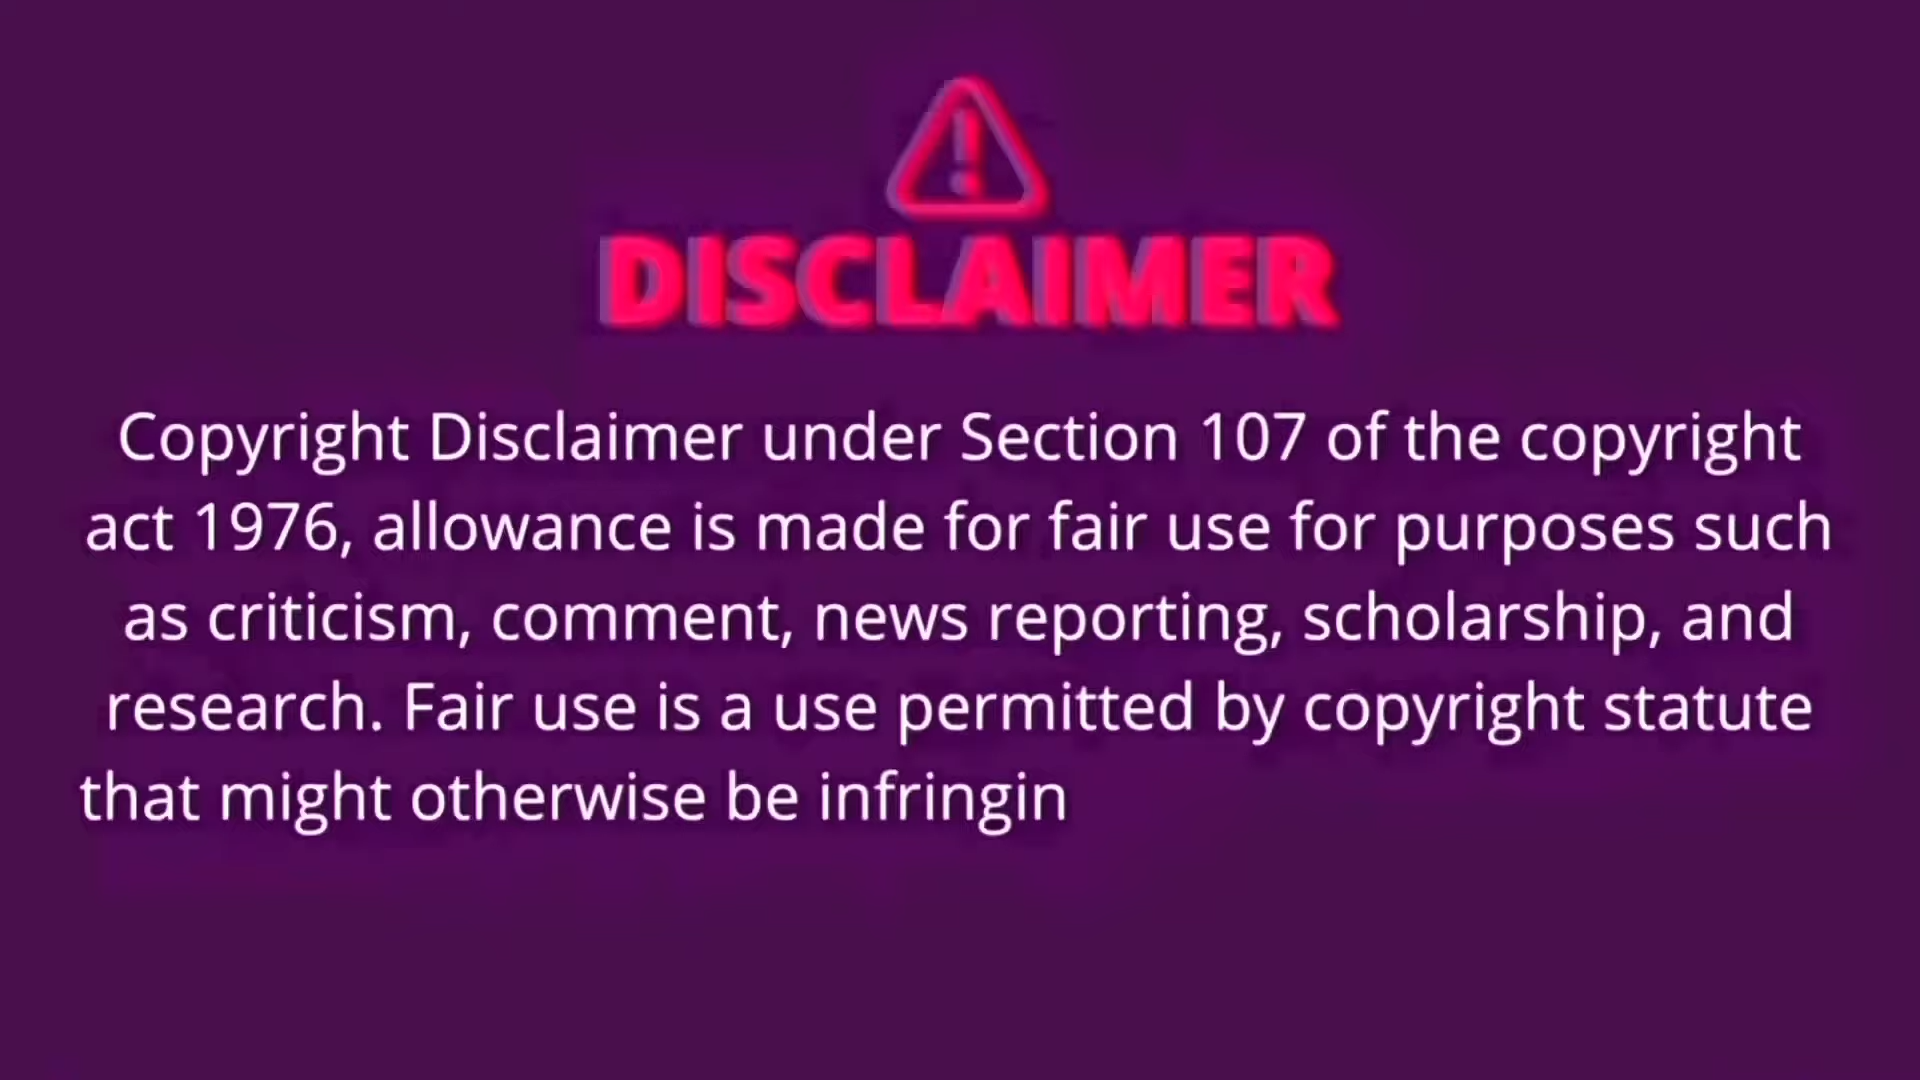 DISCLAIMER
Copyright Disclaimer under Section 107 of the copyright
act 1976, allowance is made for fair use for purposes such
as criticism, comment, news reporting, scholarship, and
research. Fair use is a use permitted by copyright statute
that might otherwise be infringin